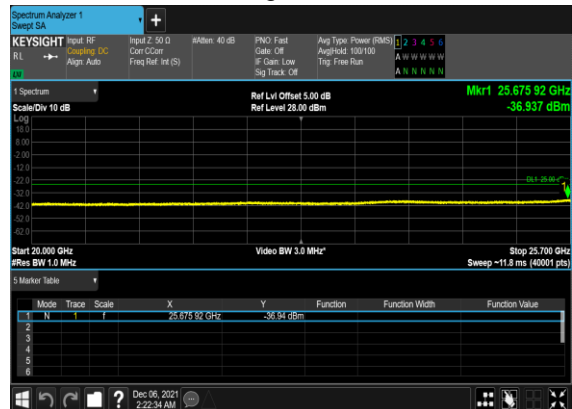 Spectrum Analyzer 1
Swept SA
+
KEYSIGHT Input: RF Input Z: 50 Ω #Atten: 40 dB PNO: Fast Avg Type: Power (RMS) 1 2 3 4 5 6
RL Coupling: DC Corr CCorr Gate: Off Avg|Hold: 100/100 A W W W W W
Align: Auto Freq Ref: Int (S) IF Gain: Low Trig: Free Run
LW Sig Track: Off A N N N N N
1 Spectrum Ref Lvl Offset 5.00 dB Mkr1 25.675 92 GHz
Scale/Div 10 dB Ref Level 28.00 dBm -36.937 dBm
Log
18.0
8.00
-2.00
-12.0
-22.0 DL1 -25.00
-32.0 1
-42.0
-52.0
-62.0
Start 20.000 GHz Video BW 3.0 MHz* Stop 25.700 GHz
#Res BW 1.0 MHz Sweep ~11.8 ms (40001 pts)
5 Marker Table
Mode Trace Scale X Y Function Function Width Function Value
1 N 1 f 25.675 92 GHz -36.94 dBm
2
3
4
5
6
? Dec 06, 2021
2:22:34 AM